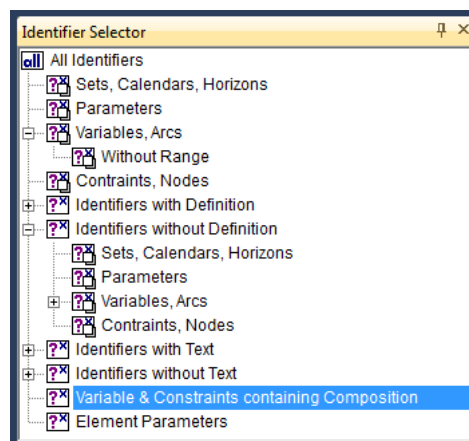 Identifier Selector
all All Identifiers
Sets, Calendars, Horizons
Parameters
Variables, Arcs
Without Range
Contraints, Nodes
Identifiers with Definition
Identifiers without Definition
Sets, Calendars, Horizons
Parameters
Variables, Arcs
Contraints, Nodes
Identifiers with Text
Identifiers without Text
Variable & Constraints containing Composition
Element Parameters